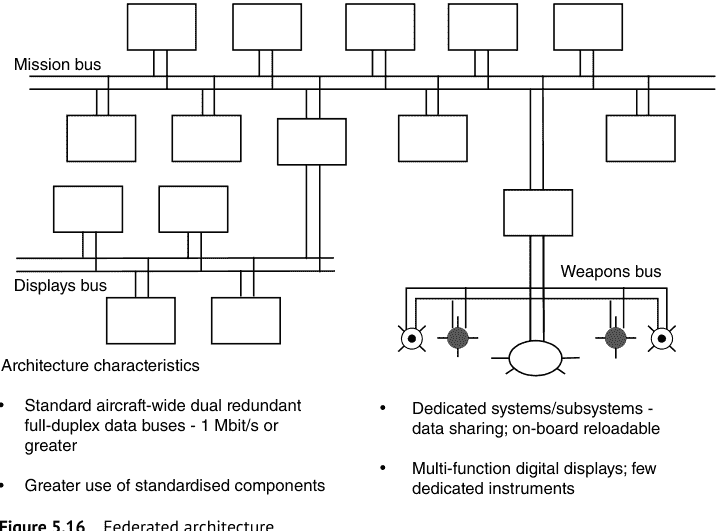 Mission bus
Weapons bus
Displays bus
Architecture characteristics
• Standard aircraft-wide dual redundant
full-duplex data buses - 1 Mbit/s or
greater
• Greater use of standardised components
• Dedicated systems/subsystems -
data sharing; on-board reloadable
• Multi-function digital displays; few
dedicated instruments
Figure 5.16 Federated architecture